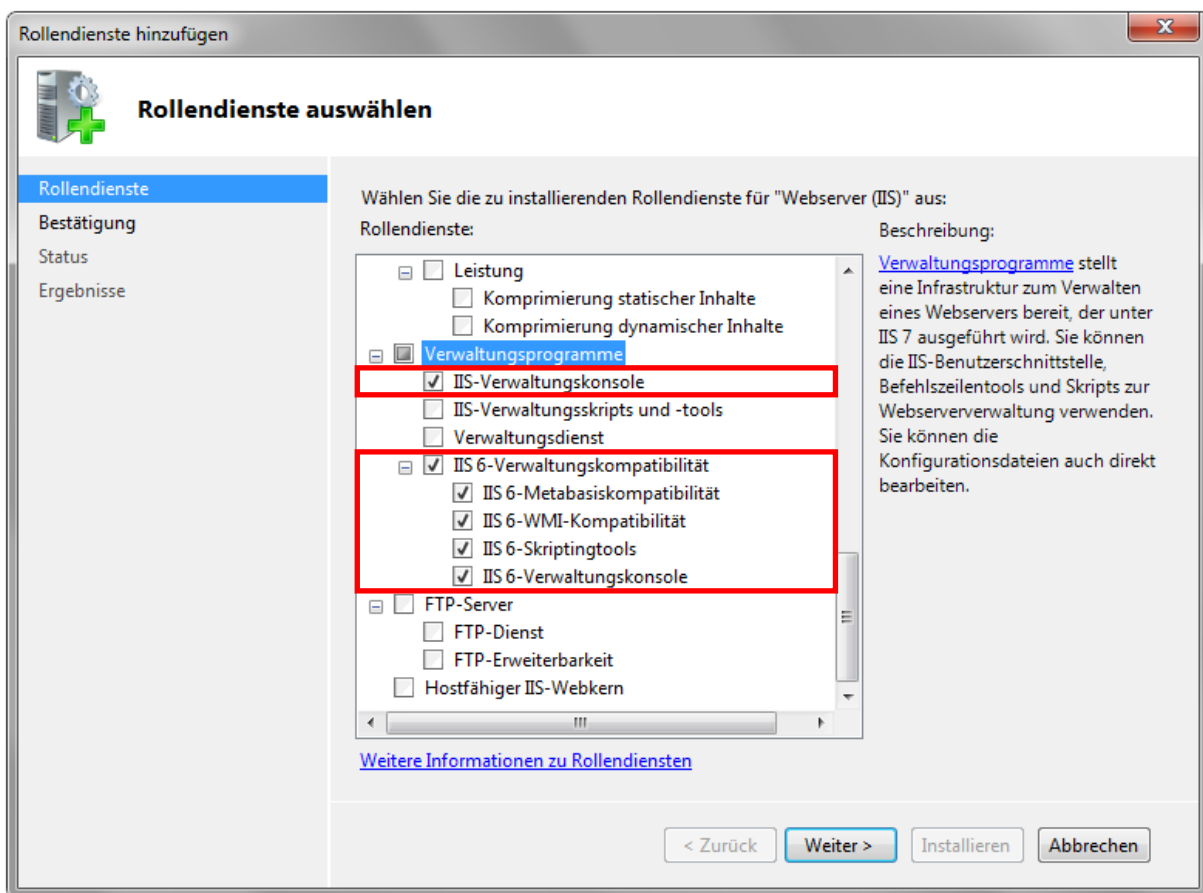 Rollendienste hinzufügen
Rollendienste auswählen
Rollendienste
Bestätigung
Status
Ergebnisse
Wählen Sie die zu installierenden Rollendienste für "Webserver (IIS)" aus:
Rollendienste:
Leistung
Komprimierung statischer Inhalte
Komprimierung dynamischer Inhalte
Verwaltungsprogramme
IIS-Verwaltungskonsole
IIS-Verwaltungsskripts und -tools
Verwaltungsdienst
IIS 6-Verwaltungskompatibilität
IIS 6-Metabasiskompatibilität
IIS 6-WMI-Kompatibilität
IIS 6-Skriptingtools
IIS 6-Verwaltungskonsole
FTP-Server
FTP-Dienst
FTP-Erweiterbarkeit
Hostfähiger IIS-Webkern
Weitere Informationen zu Rollendiensten
Beschreibung:
Verwaltungsprogramme stellt
eine Infrastruktur zum Verwalten
eines Webservers bereit, der unter
IIS 7 ausgeführt wird. Sie können
die IIS-Benutzerschnittstelle,
Befehlszeilentools und Skripts zur
Webserververwaltung verwenden.
Sie können die
Konfigurationsdateien auch direkt
bearbeiten.
< Zurück
Weiter >
Installieren
Abbrechen